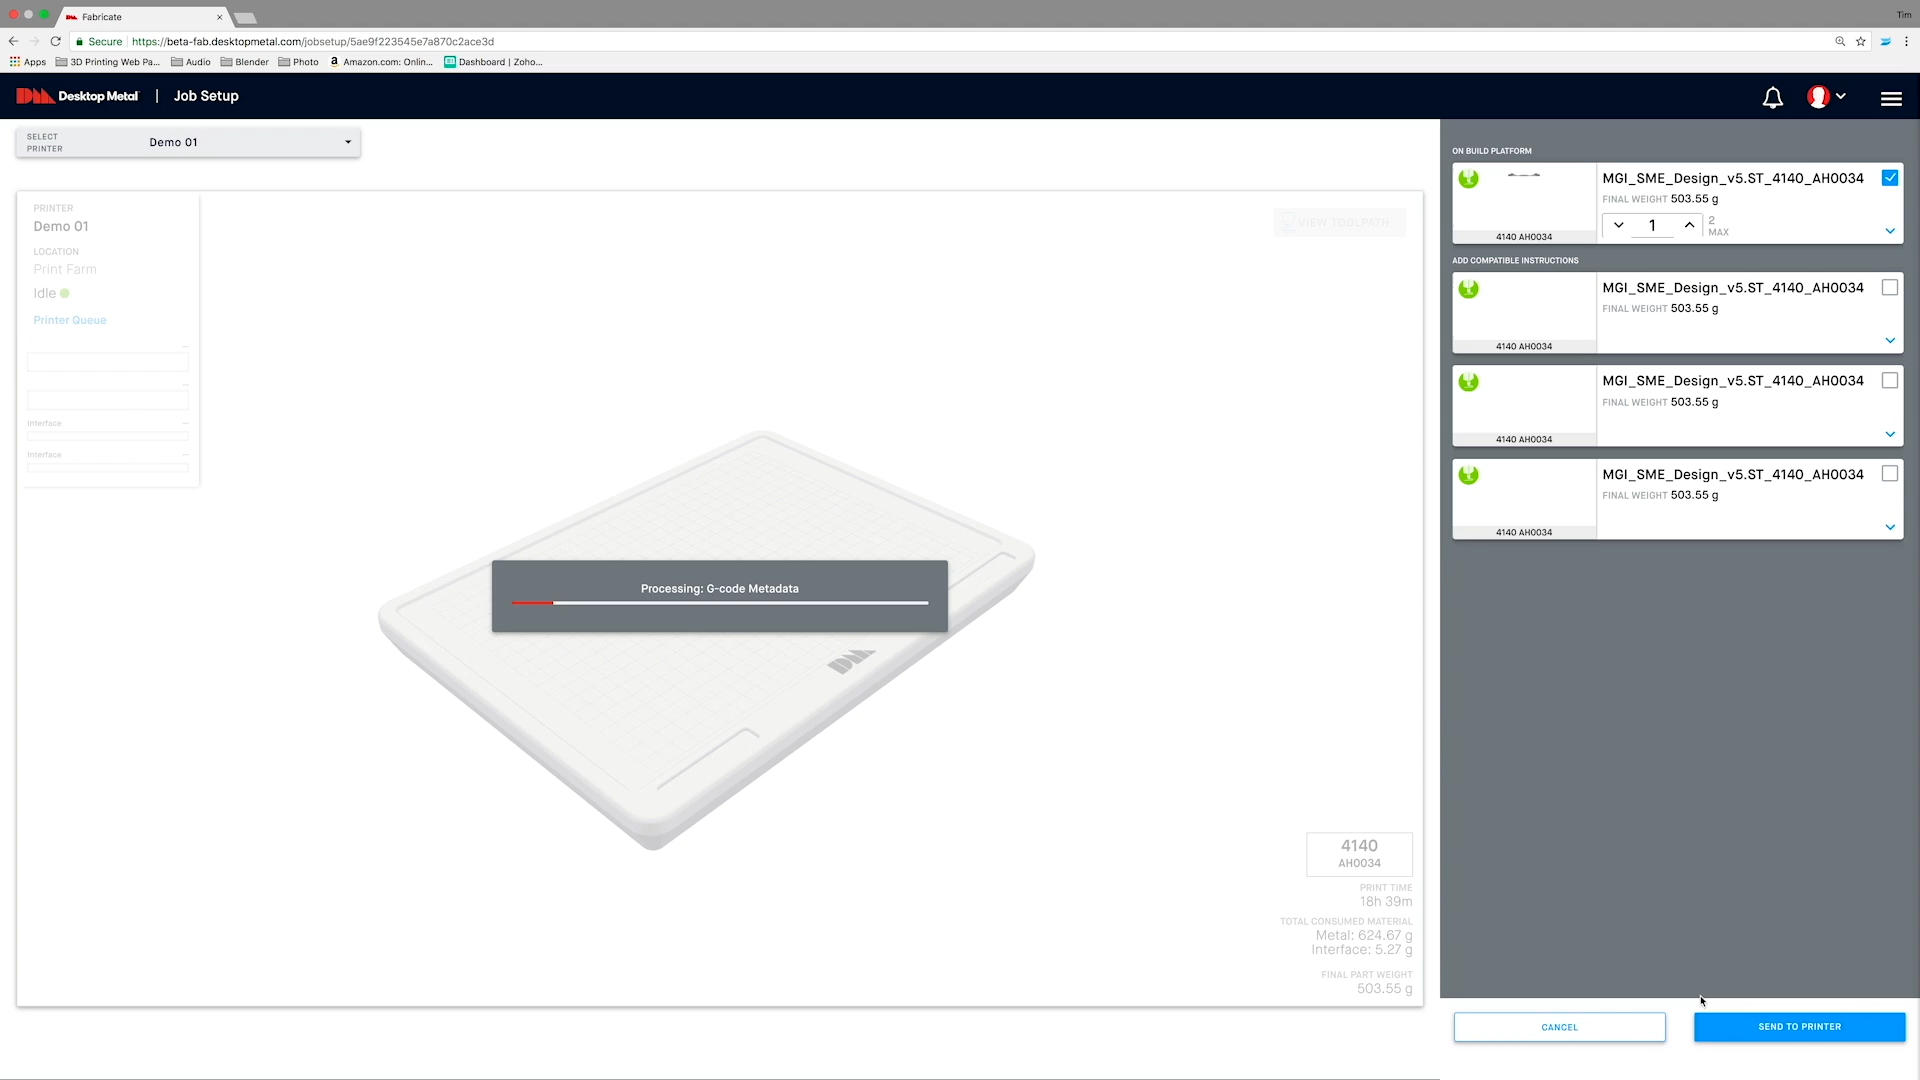 Fabricate
Tim
Secure https://beta-fab.desktopmetal.com/jobsetup/5ae9f223545e7a870c2ace3d
Apps 3D Printing Web Pa... Audio Blender Photo Amazon.com: Onlin... Dashboard | Zoho...
Desktop Metal | Job Setup
SELECT
PRINTER
Demo 01
PRINTER
Demo 01
LOCATION
Print Farm
Idle
Printer Queue
Interface
Interface
VIEW TOOLPATH
Processing: G-code Metadata
4140
AH0034
PRINT TIME
18h 39m
TOTAL CONSUMED MATERIAL
Metal: 624.67 g
Interface: 5.27 g
FINAL PART WEIGHT
503.55 g
ON BUILD PLATFORM
MGI_SME_Design_v5.ST_4140_AH0034
FINAL WEIGHT 503.55 g
1
2
MAX
4140 AH0034
ADD COMPATIBLE INSTRUCTIONS
MGI_SME_Design_v5.ST_4140_AH0034
FINAL WEIGHT 503.55 g
4140 AH0034
MGI_SME_Design_v5.ST_4140_AH0034
FINAL WEIGHT 503.55 g
4140 AH0034
MGI_SME_Design_v5.ST_4140_AH0034
FINAL WEIGHT 503.55 g
4140 AH0034
CANCEL
SEND TO PRINTER